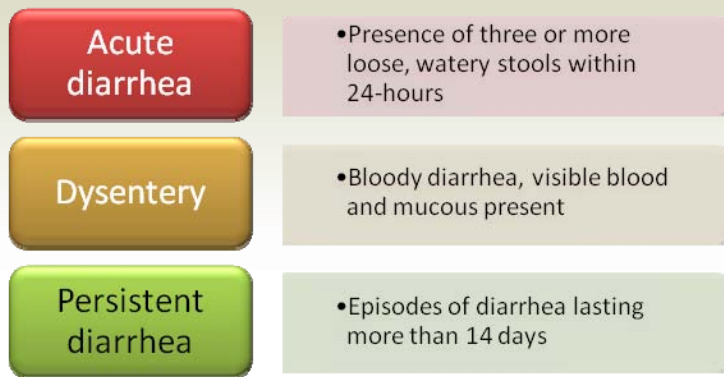 Acute
diarrhea
•Presence of three or more
loose, watery stools within
24-hours
Dysentery
•Bloody diarrhea, visible blood
and mucous present
Persistent
diarrhea
•Episodes of diarrhea lasting
more than 14 days